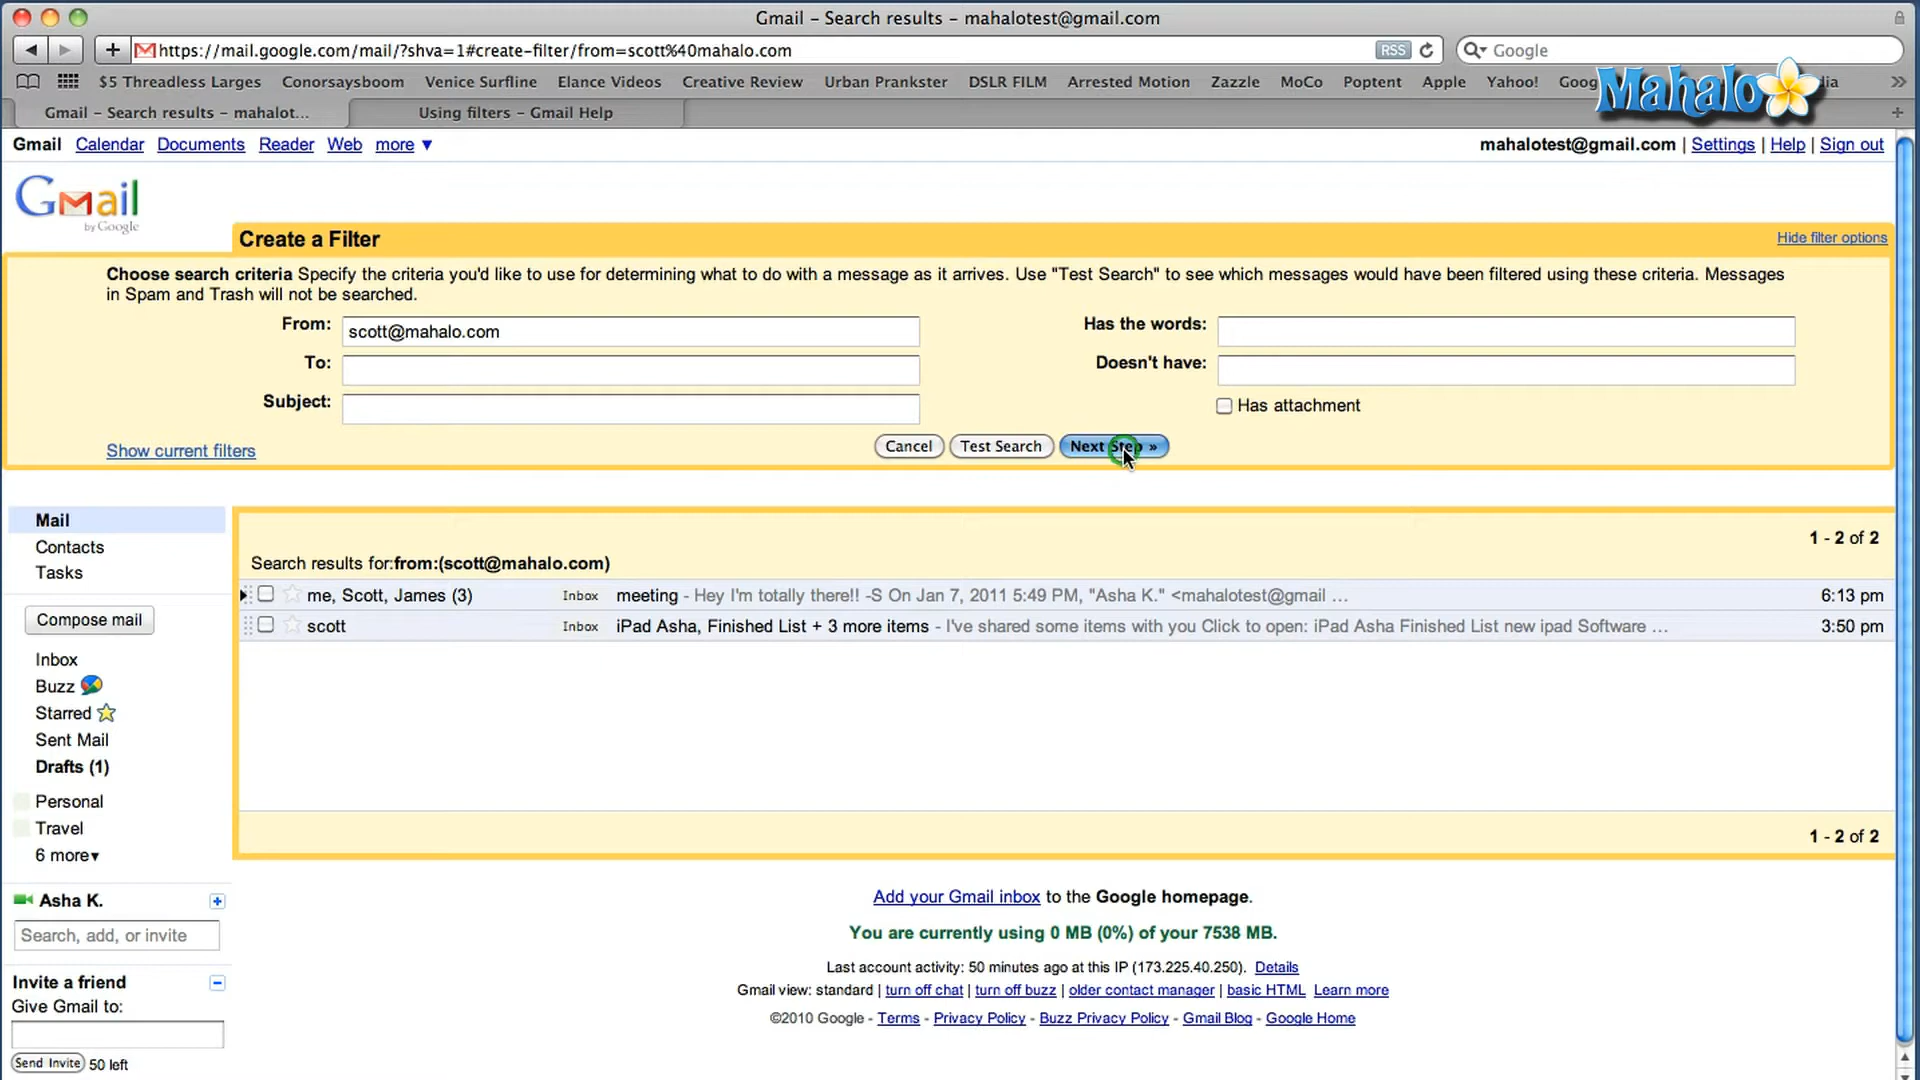 Gmail – Search results – mahalotest@gmail.com
https://mail.google.com/mail/?shva=1#create-filter/from=scott%40mahalo.com
RSS
Google
$5 Threadless Larges Conorsaysboom Venice Surfline Elance Videos Creative Review Urban Prankster DSLR FILM Arrested Motion Zazzle MoCo Poptent Apple Yahoo!
Mahalo
Gmail – Search results – mahalot...
Using filters – Gmail Help
Gmail Calendar Documents Reader Web more ▼
mahalotest@gmail.com | Settings | Help | Sign out
Gmail
by Google
Create a Filter
Hide filter options
Choose search criteria Specify the criteria you'd like to use for determining what to do with a message as it arrives. Use "Test Search" to see which messages would have been filtered using these criteria. Messages
in Spam and Trash will not be searched.
From: scott@mahalo.com
Has the words:
To:
Doesn't have:
Subject:
Has attachment
Show current filters
Cancel
Test Search
Next Step »
Mail
Contacts
Tasks
Compose mail
Inbox
Buzz
Starred
Sent Mail
Drafts (1)
Personal
Travel
6 more▾
Asha K.
Search, add, or invite
Invite a friend
Give Gmail to:
Send Invite 50 left
1 - 2 of 2
Search results for:from:(scott@mahalo.com)
me, Scott, James (3) Inbox meeting - Hey I'm totally there!! -S On Jan 7, 2011 5:49 PM, "Asha K." <mahalotest@gmail ... 6:13 pm
scott Inbox iPad Asha, Finished List + 3 more items - I've shared some items with you Click to open: iPad Asha Finished List new ipad Software ... 3:50 pm
1 - 2 of 2
Add your Gmail inbox to the Google homepage.
You are currently using 0 MB (0%) of your 7538 MB.
Last account activity: 50 minutes ago at this IP (173.225.40.250). Details
Gmail view: standard | turn off chat | turn off buzz | older contact manager | basic HTML Learn more
©2010 Google - Terms - Privacy Policy - Buzz Privacy Policy - Gmail Blog - Google Home